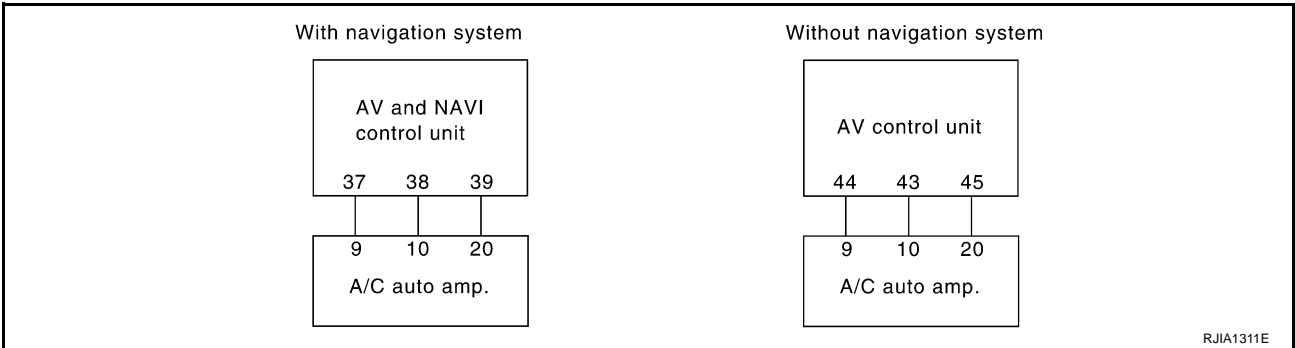 With navigation system
Without navigation system
AV and NAVI
control unit
37 38 39
9 10 20
A/C auto amp.
AV control unit
44 43 45
9 10 20
A/C auto amp.
RJIA1311E